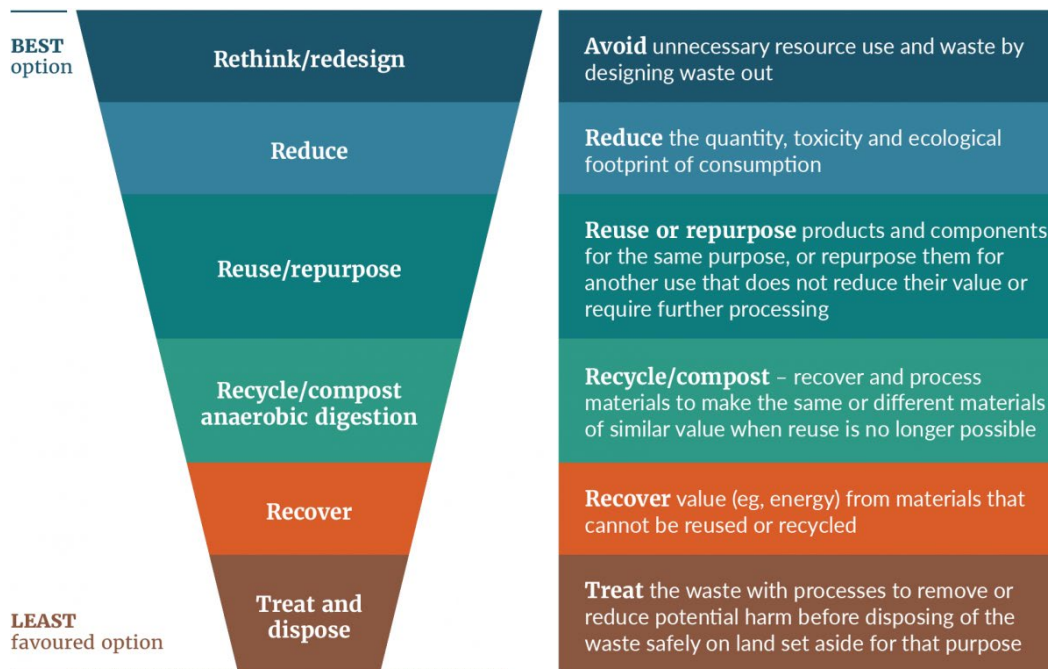 BEST
option
Rethink/redesign
Avoid unnecessary resource use and waste by
designing waste out
Reduce
Reduce the quantity, toxicity and ecological
footprint of consumption
Reuse/repurpose
Reuse or repurpose products and components
for the same purpose, or repurpose them for
another use that does not reduce their value or
require further processing
Recycle/compost
anaerobic digestion
Recycle/compost – recover and process
materials to make the same or different materials
of similar value when reuse is no longer possible
Recover
Recover value (eg, energy) from materials that
cannot be reused or recycled
LEAST
favoured option
Treat and
dispose
Treat the waste with processes to remove or
reduce potential harm before disposing of the
waste safely on land set aside for that purpose